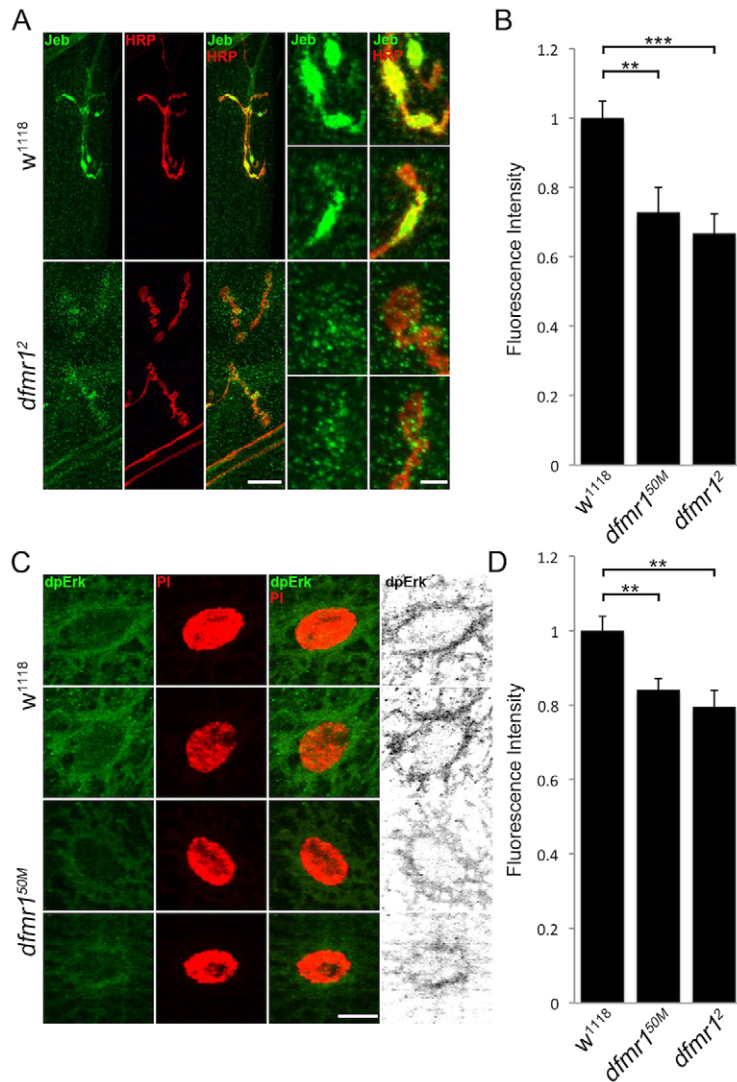 A
Jeb HRP Jeb HRP Jeb Jeb HRP
w1118
dfmr12
B
***
**
1.2
1
0.8
0.6
0.4
0.2
0
Fluorescence Intensity
w1118 dfmr150M dfmr12
C
dpErk PI dpErk PI dpErk
w1118
dfmr150M
D
**
**
1.2
1
0.8
0.6
0.4
0.2
0
Fluorescence Intensity
w1118 dfmr150M dfmr12